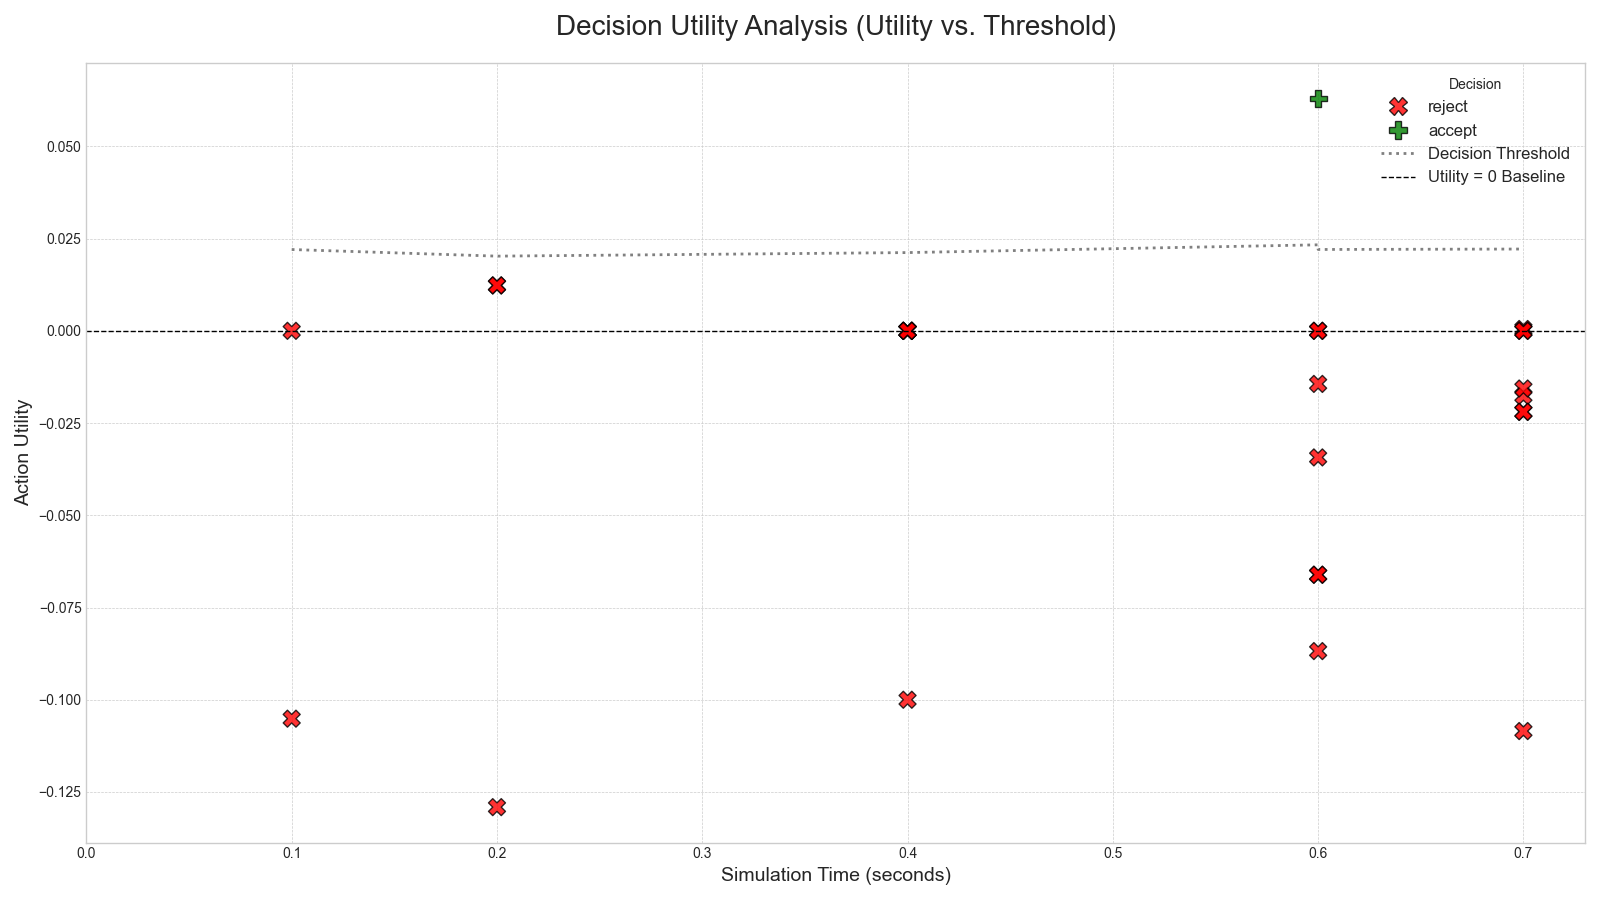 Decision Utility Analysis (Utility vs. Threshold)
Decision
reject
accept
Decision Threshold
Utility = 0 Baseline
Action Utility
0.050
0.025
0.000
−0.025
−0.050
−0.075
−0.100
−0.125
0.0 0.1 0.2 0.3 0.4 0.5 0.6 0.7
Simulation Time (seconds)